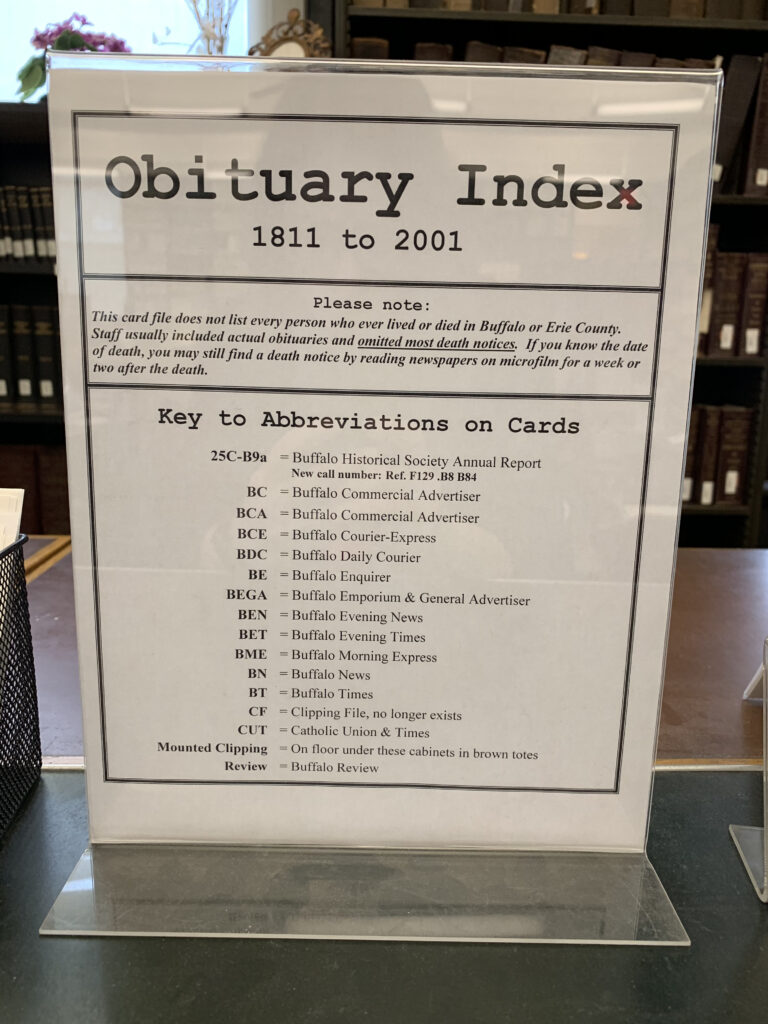 Obituary Index
1811 to 2001
Please note:
This card file does not list every person who ever lived or died in Buffalo or Erie County.
Staff usually included actual obituaries and omitted most death notices. If you know the date
of death, you may still find a death notice by reading newspapers on microfilm for a week or
two after the death.
Key to Abbreviations on Cards
25C-B9a = Buffalo Historical Society Annual Report
New call number: Ref. F129 .B8 B84
BC = Buffalo Commercial Advertiser
BCA = Buffalo Commercial Advertiser
BCE = Buffalo Courier-Express
BDC = Buffalo Daily Courier
BE = Buffalo Enquirer
BEGA = Buffalo Emporium & General Advertiser
BEN = Buffalo Evening News
BET = Buffalo Evening Times
BME = Buffalo Morning Express
BN = Buffalo News
BT = Buffalo Times
CF = Clipping File, no longer exists
CUT = Catholic Union & Times
Mounted Clipping = On floor under these cabinets in brown totes
Review = Buffalo Review